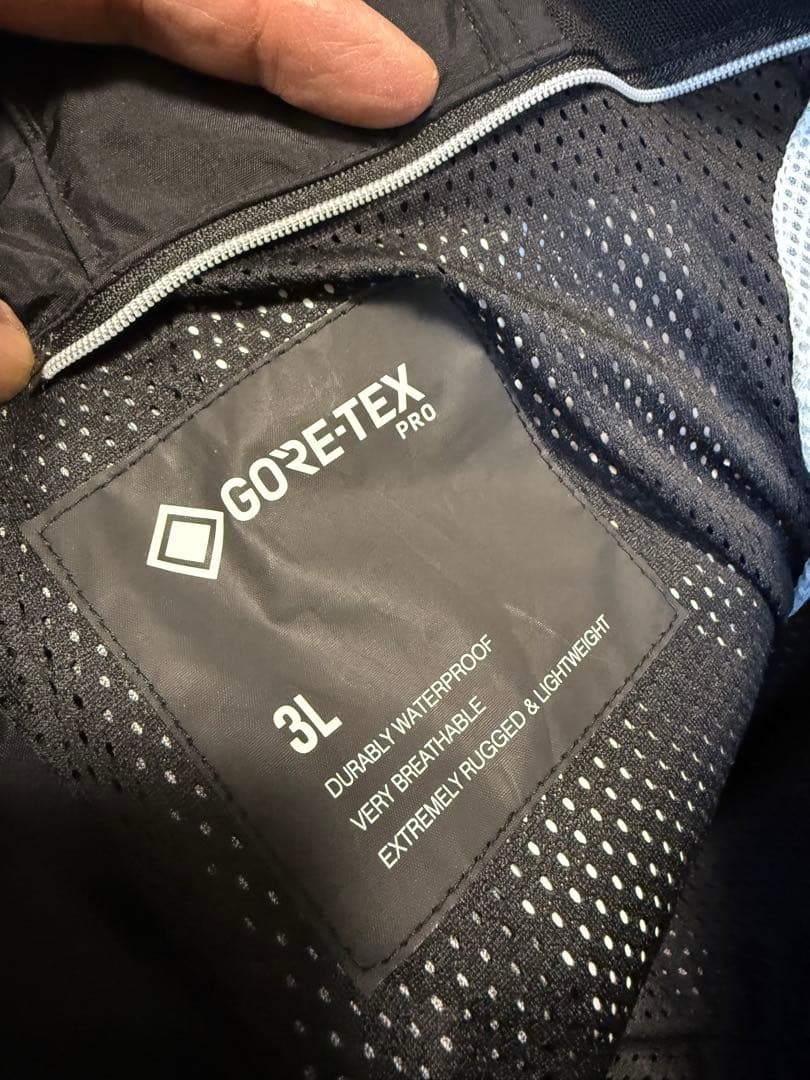 GORE-TEX
PRO
3L
DURABLY WATERPROOF
VERY BREATHABLE
EXTREMELY RUGGED & LIGHTWEIGHT